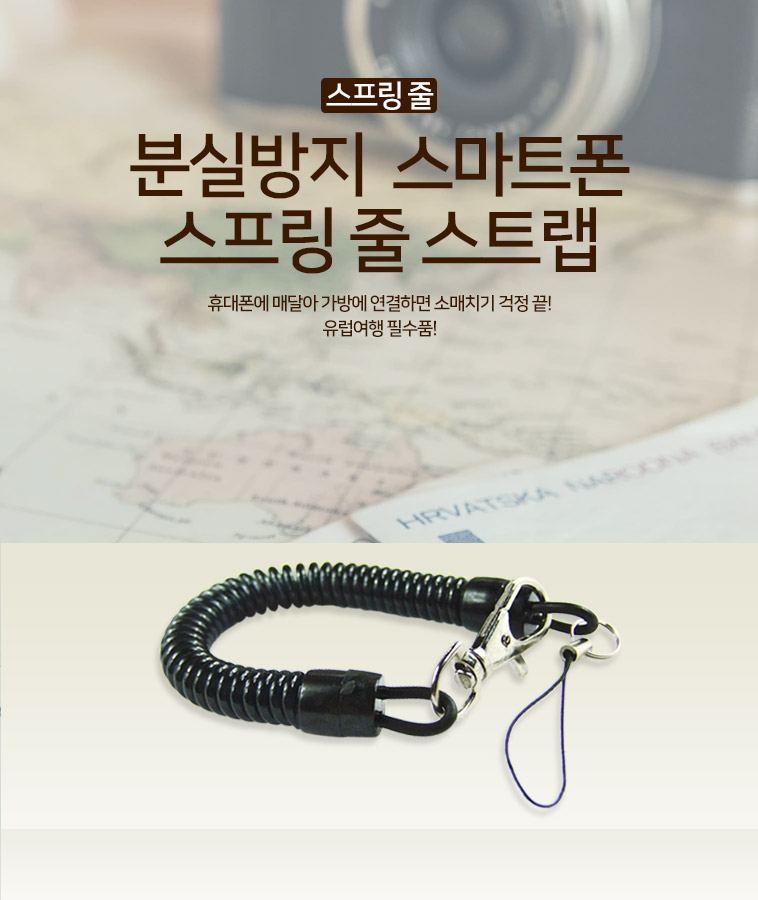 스프링 줄
분실방지 스마트폰
스프링 줄 스트랩
휴대폰에 매달아 가방에 연결하면 소매치기 걱정 끝!
유럽여행 필수품!
HRVATSKA NARODNA